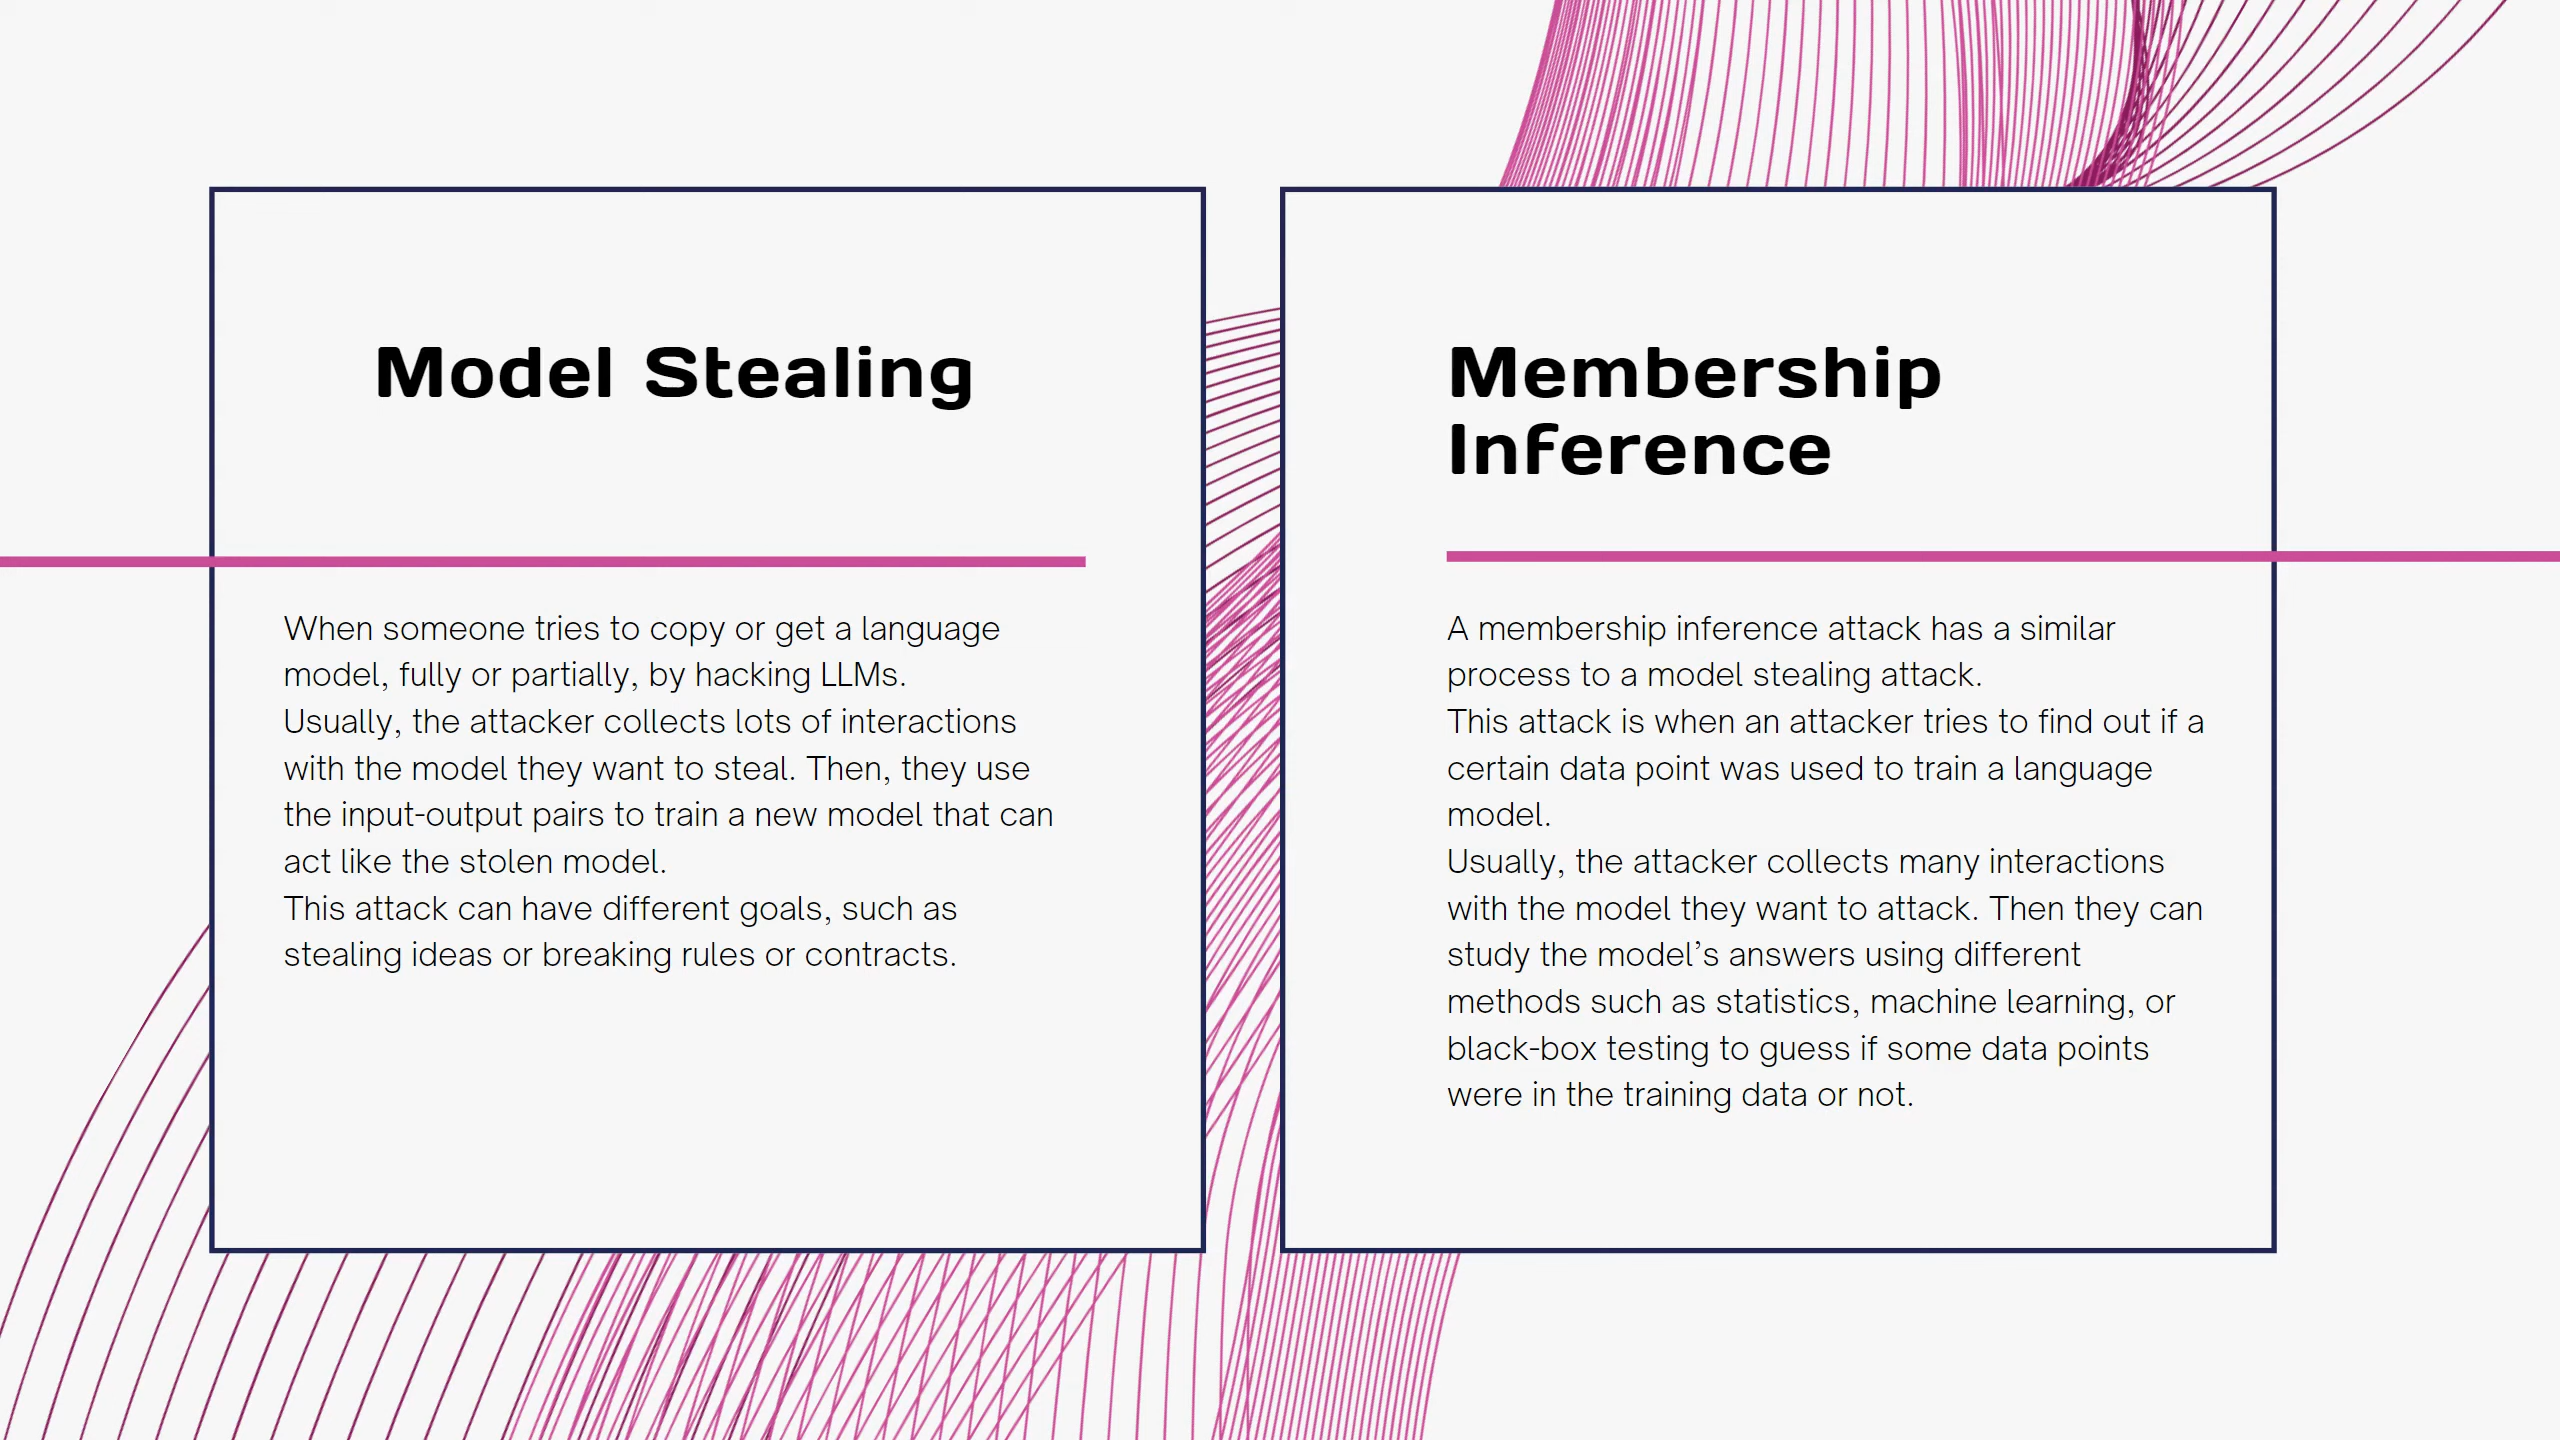 Model Stealing
When someone tries to copy or get a language
model, fully or partially, by hacking LLMs.
Usually, the attacker collects lots of interactions
with the model they want to steal. Then, they use
the input-output pairs to train a new model that can
act like the stolen model.
This attack can have different goals, such as
stealing ideas or breaking rules or contracts.
Membership
Inference
A membership inference attack has a similar
process to a model stealing attack.
This attack is when an attacker tries to find out if a
certain data point was used to train a language
model.
Usually, the attacker collects many interactions
with the model they want to attack. Then they can
study the model’s answers using different
methods such as statistics, machine learning, or
black-box testing to guess if some data points
were in the training data or not.